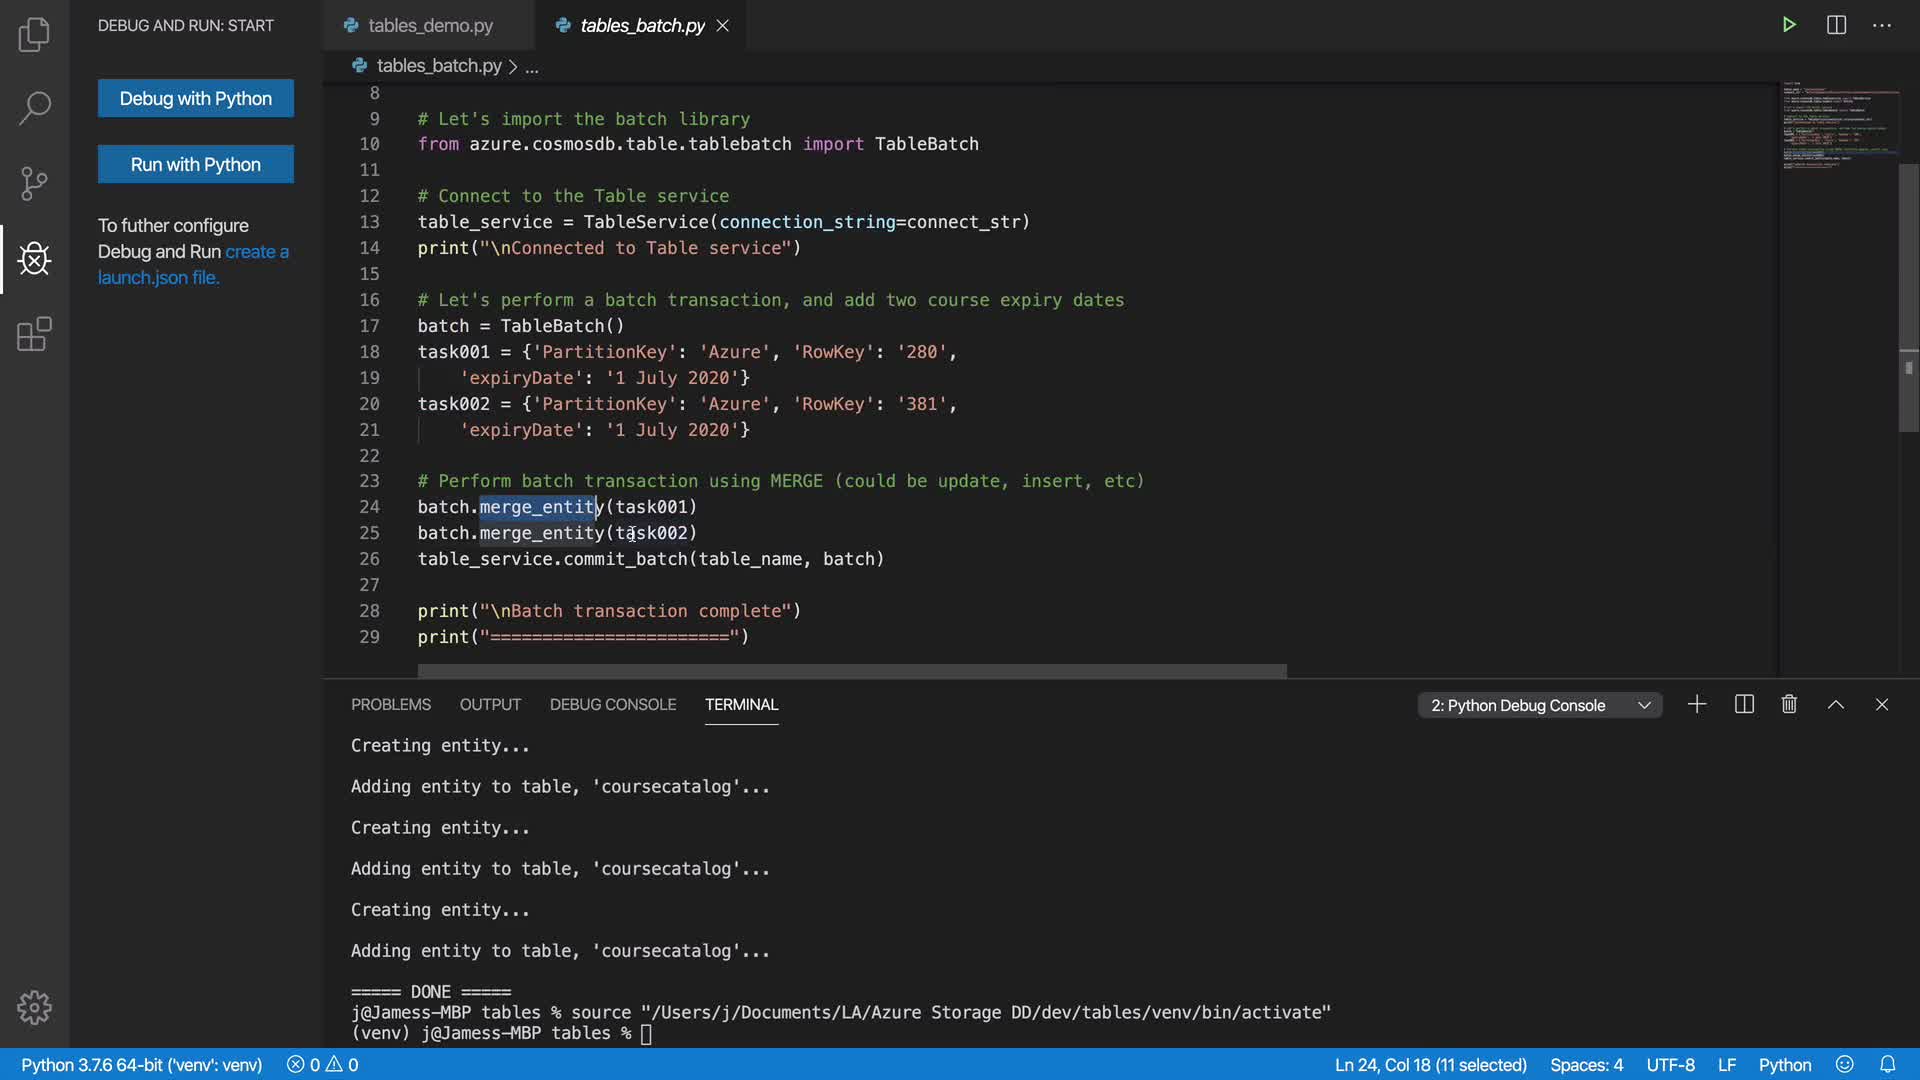 DEBUG AND RUN: START
tables_demo.py
tables_batch.py
Debug with Python
Run with Python
To futher configure
Debug and Run create a
launch.json file.
tables_batch.py > ...
8
9 # Let's import the batch library
10 from azure.cosmosdb.table.tablebatch import TableBatch
11
12 # Connect to the Table service
13 table_service = TableService(connection_string=connect_str)
14 print("\nConnected to Table service")
15
16 # Let's perform a batch transaction, and add two course expiry dates
17 batch = TableBatch()
18 task001 = {'PartitionKey': 'Azure', 'RowKey': '280',
19 'expiryDate': '1 July 2020'}
20 task002 = {'PartitionKey': 'Azure', 'RowKey': '381',
21 'expiryDate': '1 July 2020'}
22
23 # Perform batch transaction using MERGE (could be update, insert, etc)
24 batch.merge_entity(task001)
25 batch.merge_entity(task002)
26 table_service.commit_batch(table_name, batch)
27
28 print("\nBatch transaction complete")
29 print("=======================")
PROBLEMS OUTPUT DEBUG CONSOLE TERMINAL
2: Python Debug Console
Creating entity...
Adding entity to table, 'coursecatalog'...
Creating entity...
Adding entity to table, 'coursecatalog'...
Creating entity...
Adding entity to table, 'coursecatalog'...
===== DONE =====
j@Jamess-MBP tables % source "/Users/j/Documents/LA/Azure Storage DD/dev/tables/venv/bin/activate"
(venv) j@Jamess-MBP tables %
Python 3.7.6 64-bit ('venv': venv) 0 0
Ln 24, Col 18 (11 selected) Spaces: 4 UTF-8 LF Python